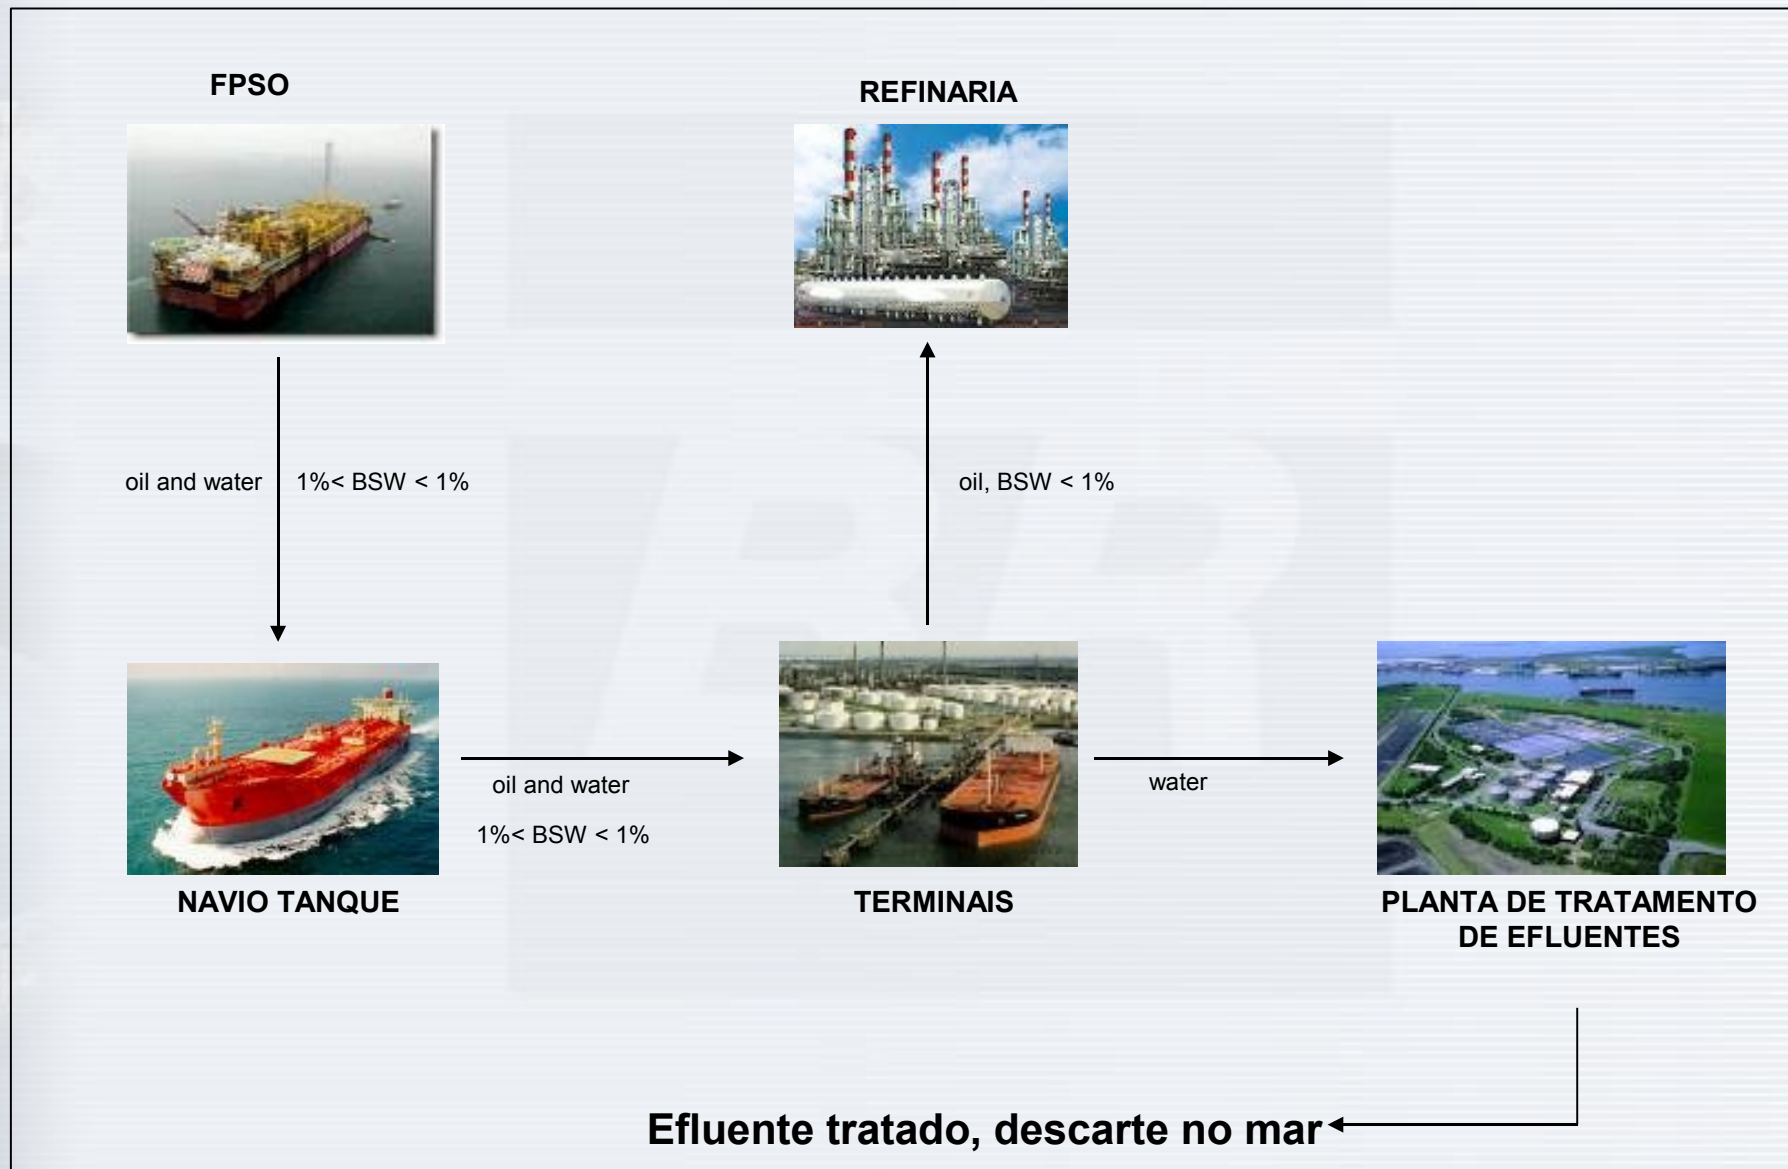 FPSO
REFINARIA
oil and water
1%< BSW < 1%
oil, BSW < 1%
oil and water
1%< BSW < 1%
water
NAVIO TANQUE
TERMINAIS
PLANTA DE TRATAMENTO
DE EFLUENTES
Efluente tratado, descarte no mar
BR